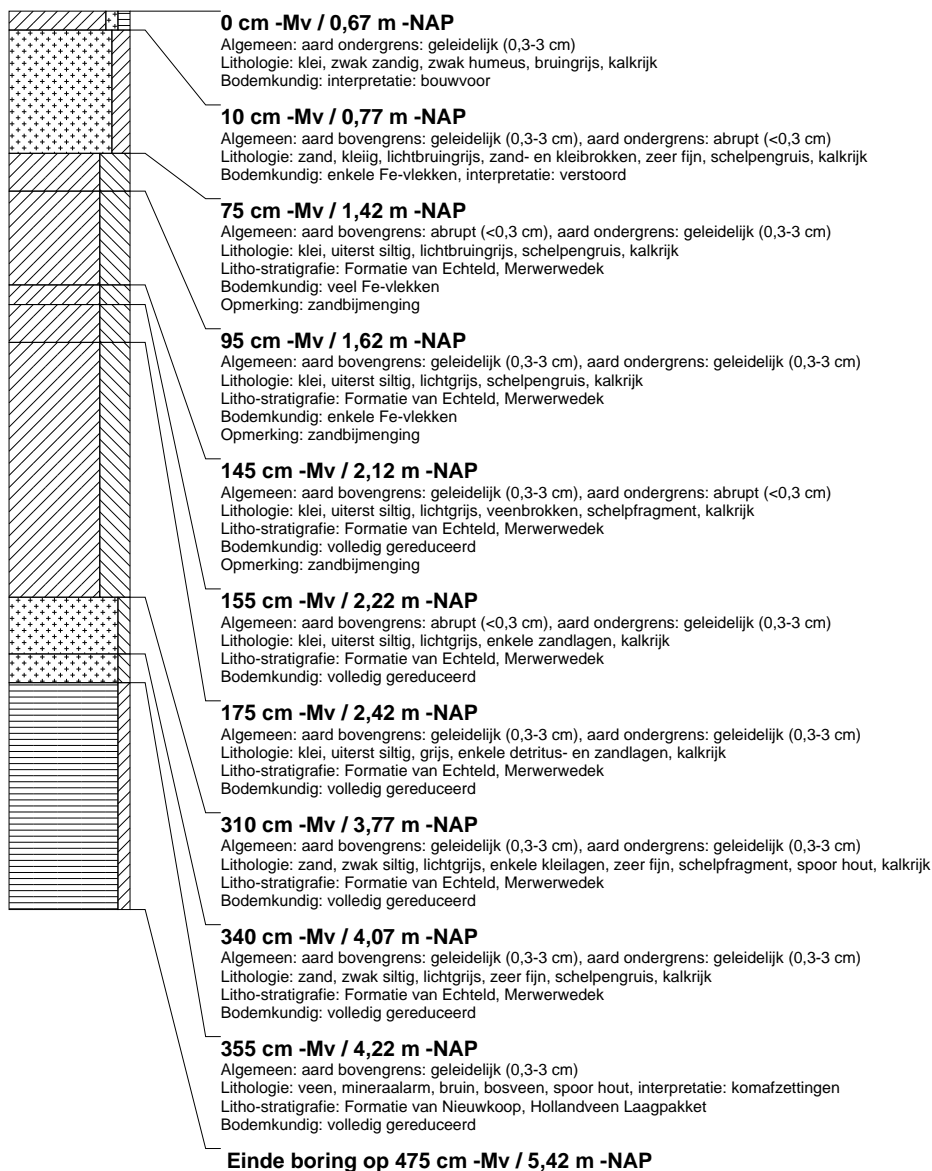 0 cm -Mv / 0,67 m -NAP
Algemeen: aard ondergrens: geleidelijk (0,3-3 cm)
Lithologie: klei, zwak zandig, zwak humeus, bruingrijs, kalkrijk
Bodemkundig: interpretatie: bouwvoor
10 cm -Mv / 0,77 m -NAP
Algemeen: aard bovengrens: geleidelijk (0,3-3 cm), aard ondergrens: abrupt (<0,3 cm)
Lithologie: zand, kleiig, lichtbruingrijs, zand- en kleibrokken, zeer fijn, schelpengruis, kalkrijk
Bodemkundig: enkele Fe-vlekken, interpretatie: verstoord
75 cm -Mv / 1,42 m -NAP
Algemeen: aard bovengrens: abrupt (<0,3 cm), aard ondergrens: geleidelijk (0,3-3 cm)
Lithologie: klei, uiterst siltig, lichtbruingrijs, schelpengruis, kalkrijk
Litho-stratigrafie: Formatie van Echteld, Merwerwedek
Bodemkundig: veel Fe-vlekken
Opmerking: zandbijmenging
95 cm -Mv / 1,62 m -NAP
Algemeen: aard bovengrens: geleidelijk (0,3-3 cm), aard ondergrens: geleidelijk (0,3-3 cm)
Lithologie: klei, uiterst siltig, lichtgrijs, schelpengruis, kalkrijk
Litho-stratigrafie: Formatie van Echteld, Merwerwedek
Bodemkundig: enkele Fe-vlekken
Opmerking: zandbijmenging
145 cm -Mv / 2,12 m -NAP
Algemeen: aard bovengrens: geleidelijk (0,3-3 cm), aard ondergrens: abrupt (<0,3 cm)
Lithologie: klei, uiterst siltig, lichtgrijs, veenbrokken, schelpfragment, kalkrijk
Litho-stratigrafie: Formatie van Echteld, Merwerwedek
Bodemkundig: volledig gereduceerd
Opmerking: zandbijmenging
155 cm -Mv / 2,22 m -NAP
Algemeen: aard bovengrens: abrupt (<0,3 cm), aard ondergrens: geleidelijk (0,3-3 cm)
Lithologie: klei, uiterst siltig, lichtgrijs, enkele zandlagen, kalkrijk
Litho-stratigrafie: Formatie van Echteld, Merwerwedek
Bodemkundig: volledig gereduceerd
175 cm -Mv / 2,42 m -NAP
Algemeen: aard bovengrens: geleidelijk (0,3-3 cm), aard ondergrens: geleidelijk (0,3-3 cm)
Lithologie: klei, uiterst siltig, grijs, enkele detritus- en zandlagen, kalkrijk
Litho-stratigrafie: Formatie van Echteld, Merwerwedek
Bodemkundig: volledig gereduceerd
310 cm -Mv / 3,77 m -NAP
Algemeen: aard bovengrens: geleidelijk (0,3-3 cm), aard ondergrens: geleidelijk (0,3-3 cm)
Lithologie: zand, zwak siltig, lichtgrijs, enkele kleilagen, zeer fijn, schelpfragment, spoor hout, kalkrijk
Litho-stratigrafie: Formatie van Echteld, Merwerwedek
Bodemkundig: volledig gereduceerd
340 cm -Mv / 4,07 m -NAP
Algemeen: aard bovengrens: geleidelijk (0,3-3 cm), aard ondergrens: geleidelijk (0,3-3 cm)
Lithologie: zand, zwak siltig, lichtgrijs, zeer fijn, schelpengruis, kalkrijk
Litho-stratigrafie: Formatie van Echteld, Merwerwedek
Bodemkundig: volledig gereduceerd
355 cm -Mv / 4,22 m -NAP
Algemeen: aard bovengrens: geleidelijk (0,3-3 cm)
Lithologie: veen, mineraalarm, bruin, bosveen, spoor hout, interpretatie: komafzettingen
Litho-stratigrafie: Formatie van Nieuwkoop, Hollandveen Laagpakket
Bodemkundig: volledig gereduceerd
Einde boring op 475 cm -Mv / 5,42 m -NAP